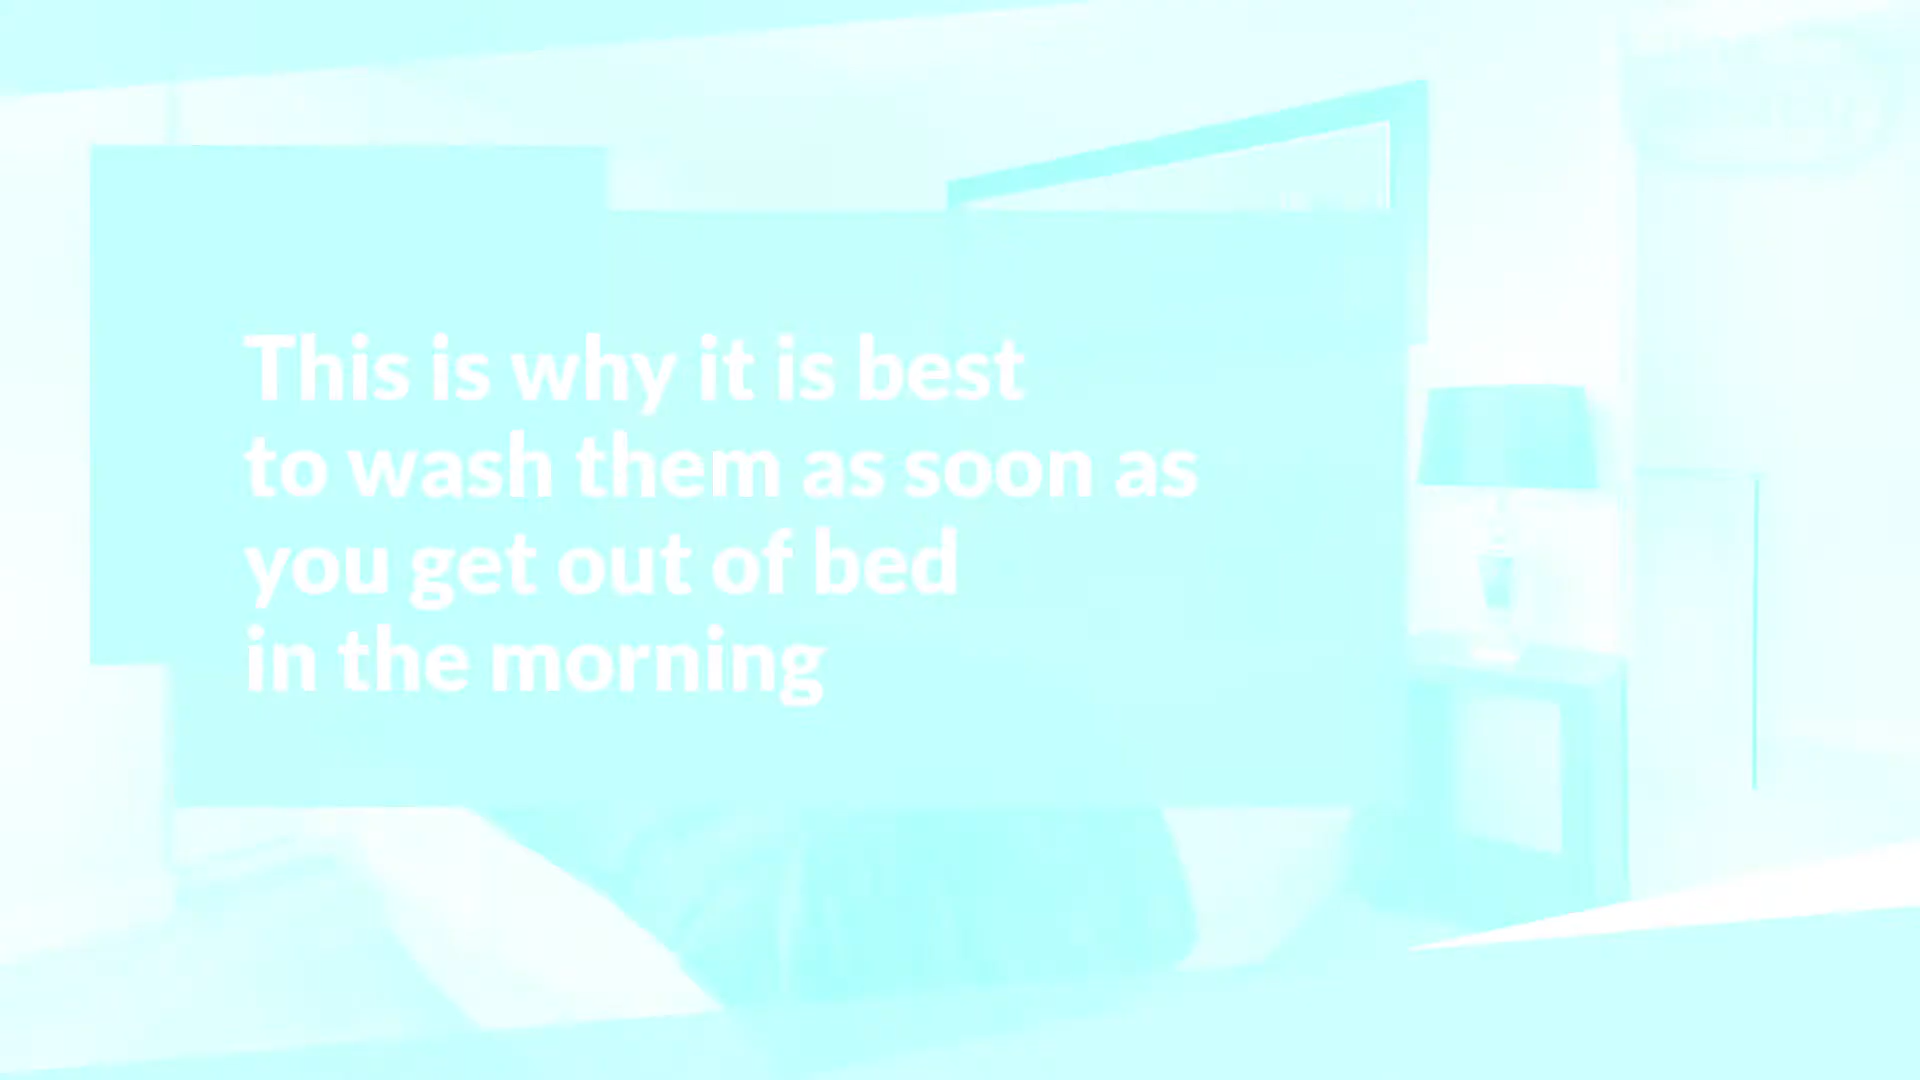 This is why it is best
to wash them as soon as
you get out of bed
in the morning